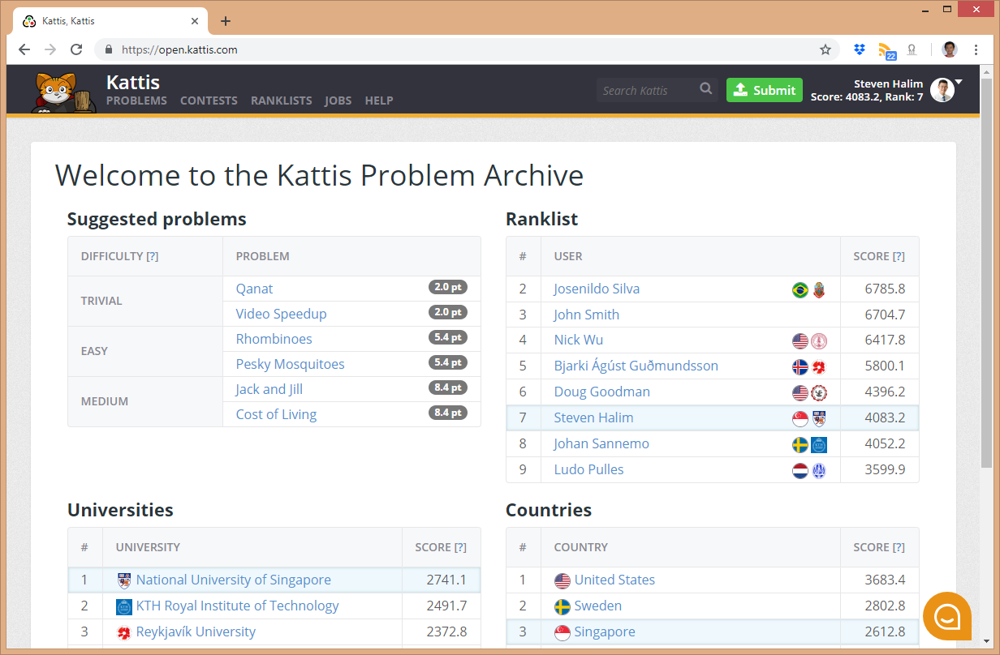 Kattis, Kattis
https://open.kattis.com
22
Kattis
PROBLEMS CONTESTS RANKLISTS JOBS HELP
Search Kattis
Submit
Steven Halim
Score: 4083.2, Rank: 7
Welcome to the Kattis Problem Archive
Suggested problems
DIFFICULTY [?] PROBLEM
TRIVIAL
Qanat 2.0 pt
Video Speedup 2.0 pt
EASY
Rhombinoes 5.4 pt
Pesky Mosquitoes 5.4 pt
MEDIUM
Jack and Jill 8.4 pt
Cost of Living 8.4 pt
Ranklist
# USER SCORE [?]
2 Josenildo Silva 6785.8
3 John Smith 6704.7
4 Nick Wu 6417.8
5 Bjarki Ágúst Guðmundsson 5800.1
6 Doug Goodman 4396.2
7 Steven Halim 4083.2
8 Johan Sannemo 4052.2
9 Ludo Pulles 3599.9
Universities
# UNIVERSITY SCORE [?]
1 National University of Singapore 2741.1
2 KTH Royal Institute of Technology 2491.7
3 Reykjavík University 2372.8
Countries
# COUNTRY SCORE [?]
1 United States 3683.4
2 Sweden 2802.8
3 Singapore 2612.8